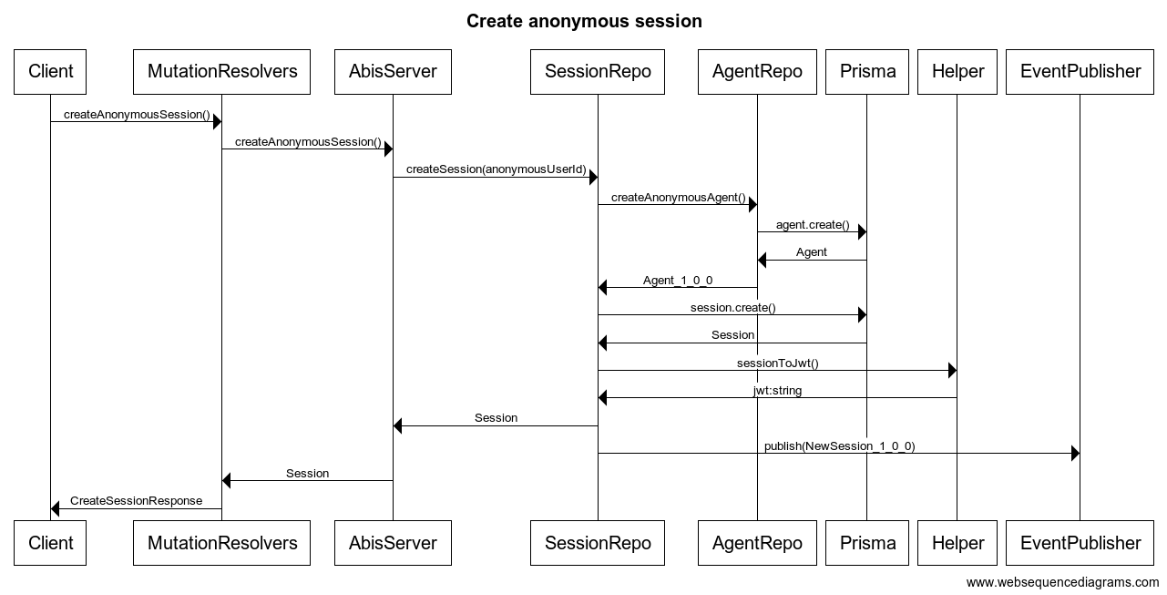 Create anonymous session
Client MutationResolvers AbisServer SessionRepo AgentRepo Prisma Helper EventPublisher
createAnonymousSession()
createAnonymousSession()
createSession(anonymousUserId)
createAnonymousAgent()
agent.create()
Agent
Agent_1_0_0
session.create()
Session
sessionToJwt()
jwt:string
Session
publish(NewSession_1_0_0)
Session
CreateSessionResponse
Client MutationResolvers AbisServer SessionRepo AgentRepo Prisma Helper EventPublisher
www.websequencediagrams.com